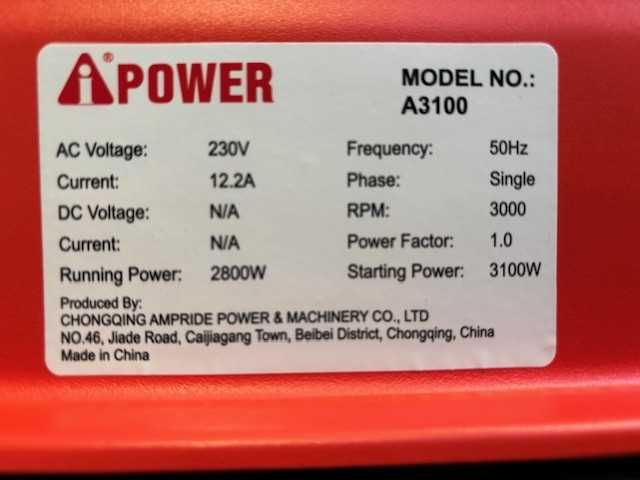 AiPOWER®
MODEL NO.:
A3100
AC Voltage: 230V Frequency: 50Hz
Current: 12.2A Phase: Single
DC Voltage: N/A RPM: 3000
Current: N/A Power Factor: 1.0
Running Power: 2800W Starting Power: 3100W
Produced By:
CHONGQING AMPRIDE POWER & MACHINERY CO., LTD
NO.46, Jiade Road, Caijiagang Town, Beibei District, Chongqing, China
Made in China